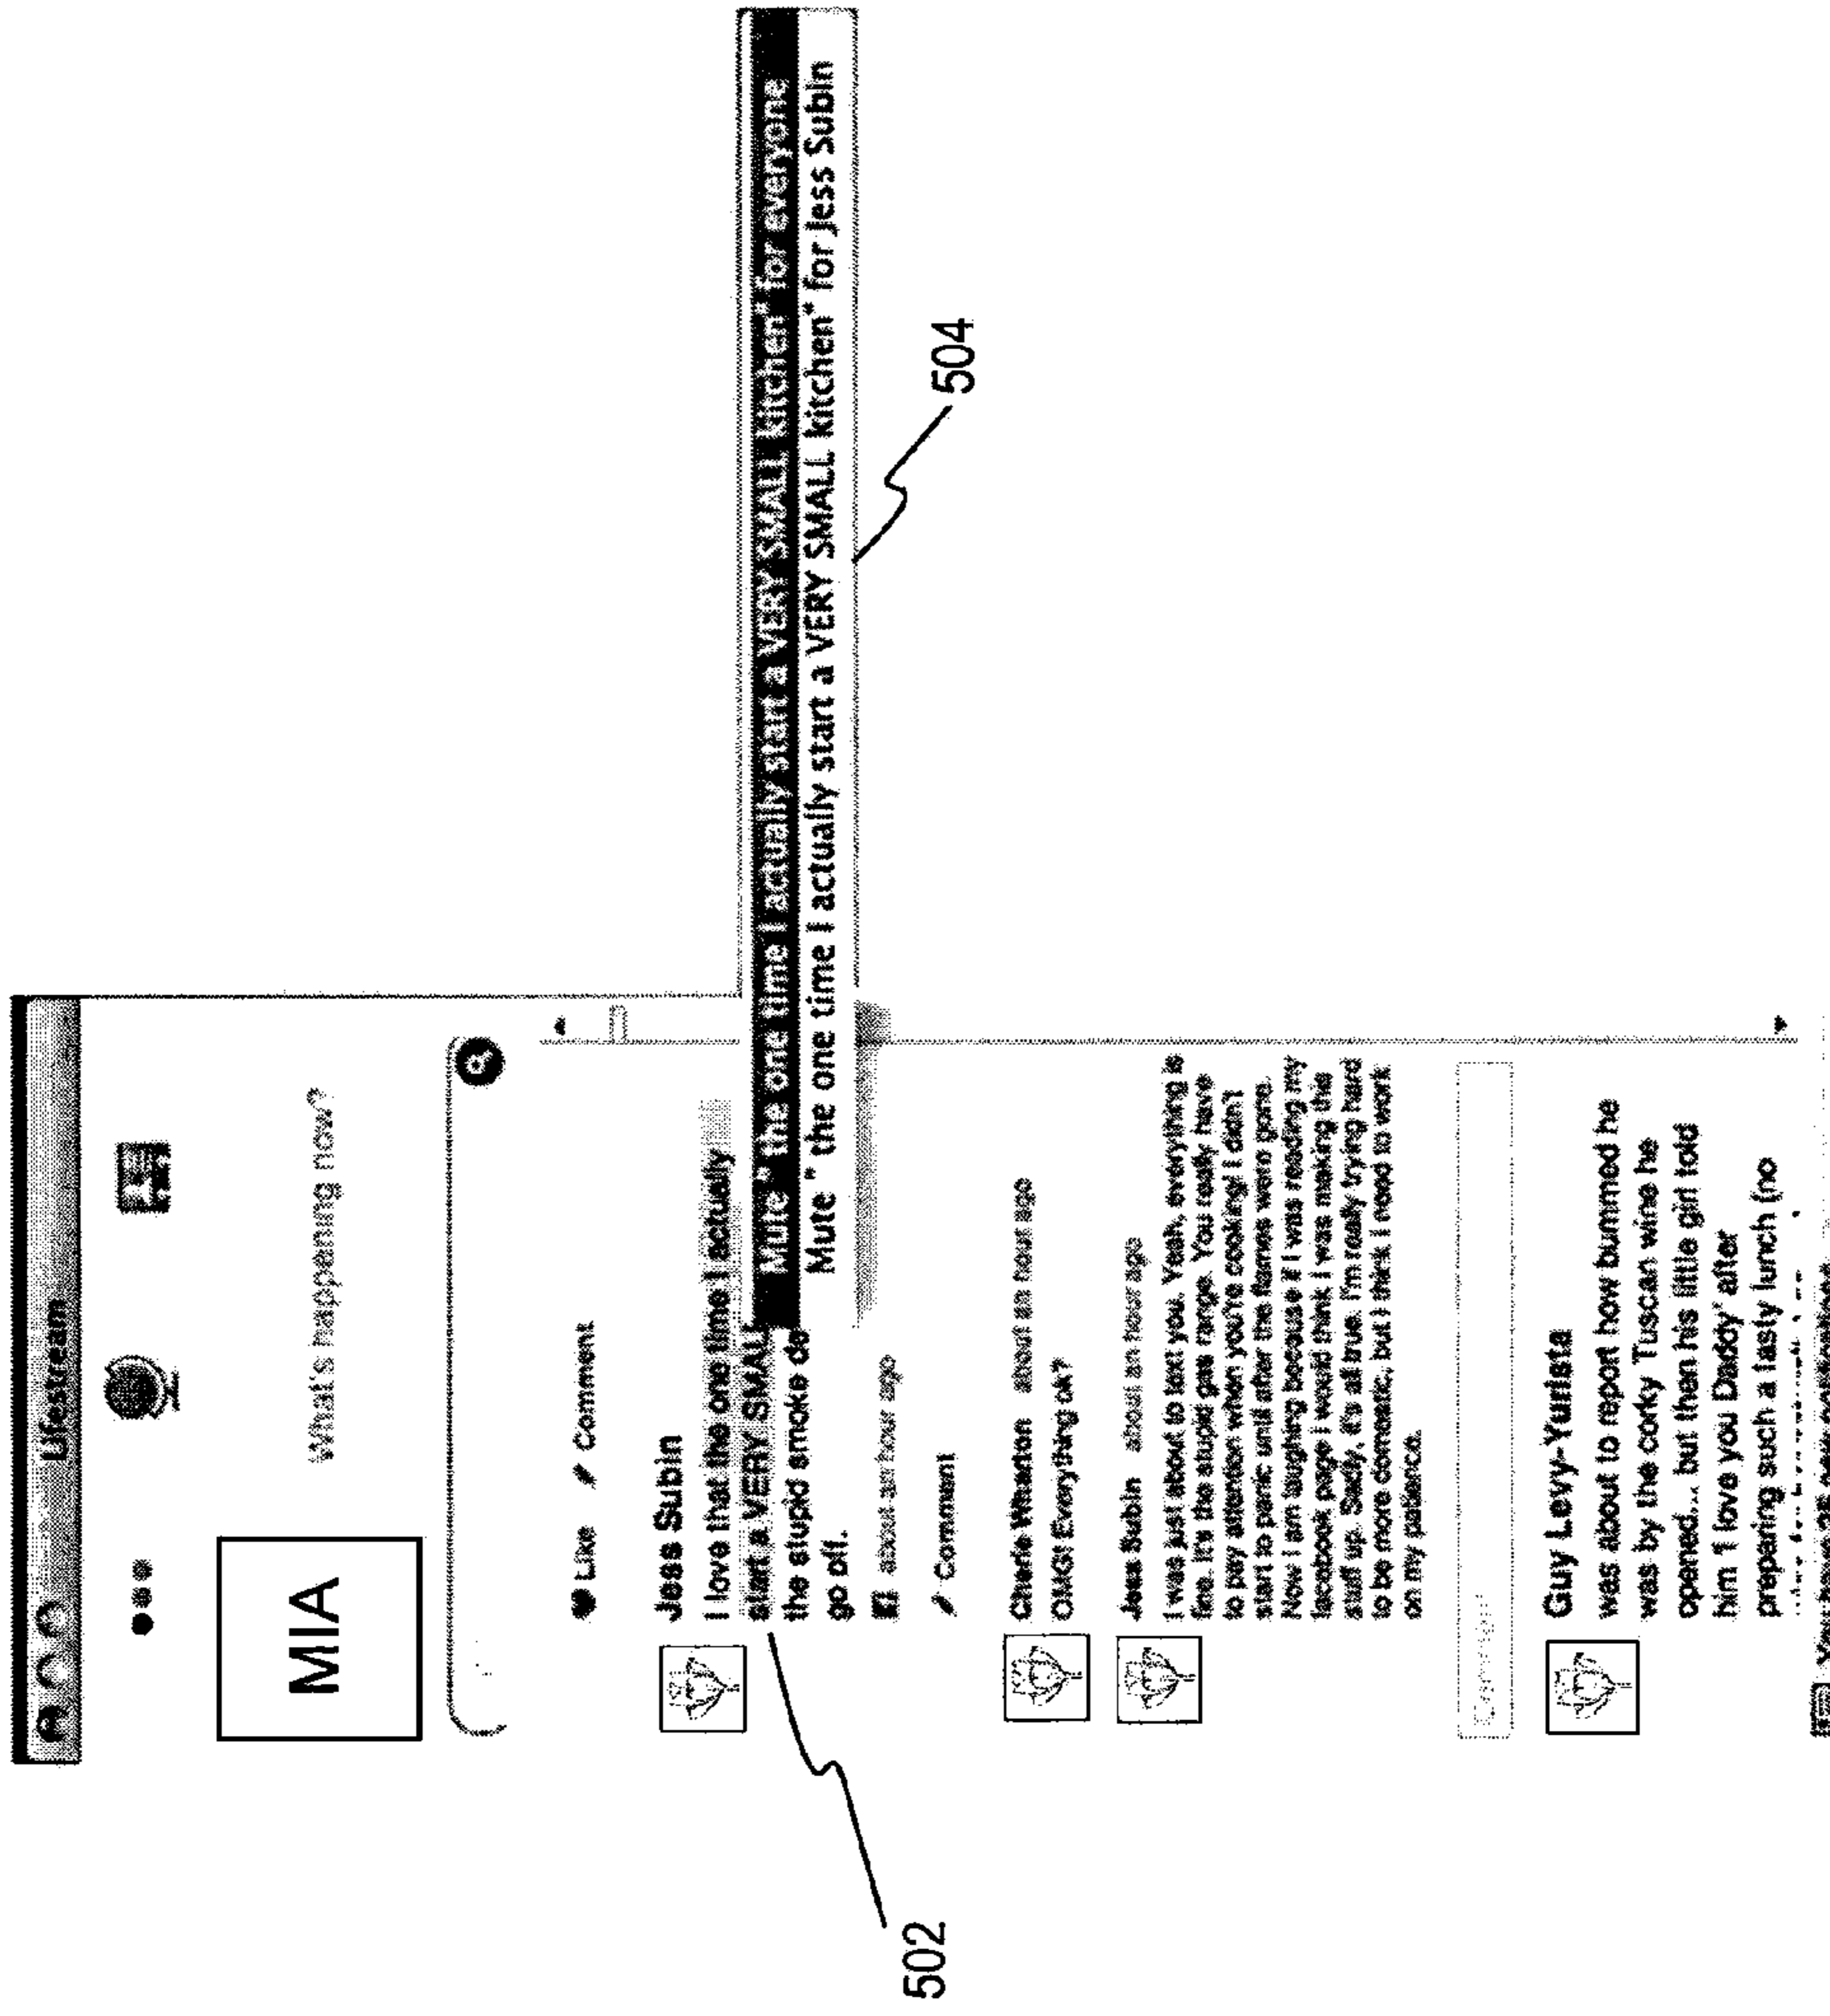 Lifestream
MIA
What's happening now?
Like Comment
Jess Subin
I love that the one time I actually
start a VERY SMALL
the stupid smoke de
go off.
about an hour ago
Comment
Mute " the one time I actually start a VERY SMALL kitchen" for everyone
Mute " the one time I actually start a VERY SMALL kitchen" for Jess Subin
502
504
Cherie Wharton about an hour ago
OMG! Everything ok?
Jess Subin about an hour ago
I was just about to text you. Yeah, everything is
fine. It's the stupid gas range. You really have
to pay attention when you're cooking! I didn't
start to panic until after the flames were gone.
Now I am laughing because if I was reading my
facebook page I would think I was making this
stuff up. Sadly, it's all true. I'm really trying hard
to be more domestic, but I think I need to work
on my patience.
Comment
Guy Levy-Yurista
was about to report how bummed he
was by the corky Tuscan wine he
opened... but then his little girl told
him 'I love you Daddy' after
preparing such a tasty lunch (no
You have 28 new notifications